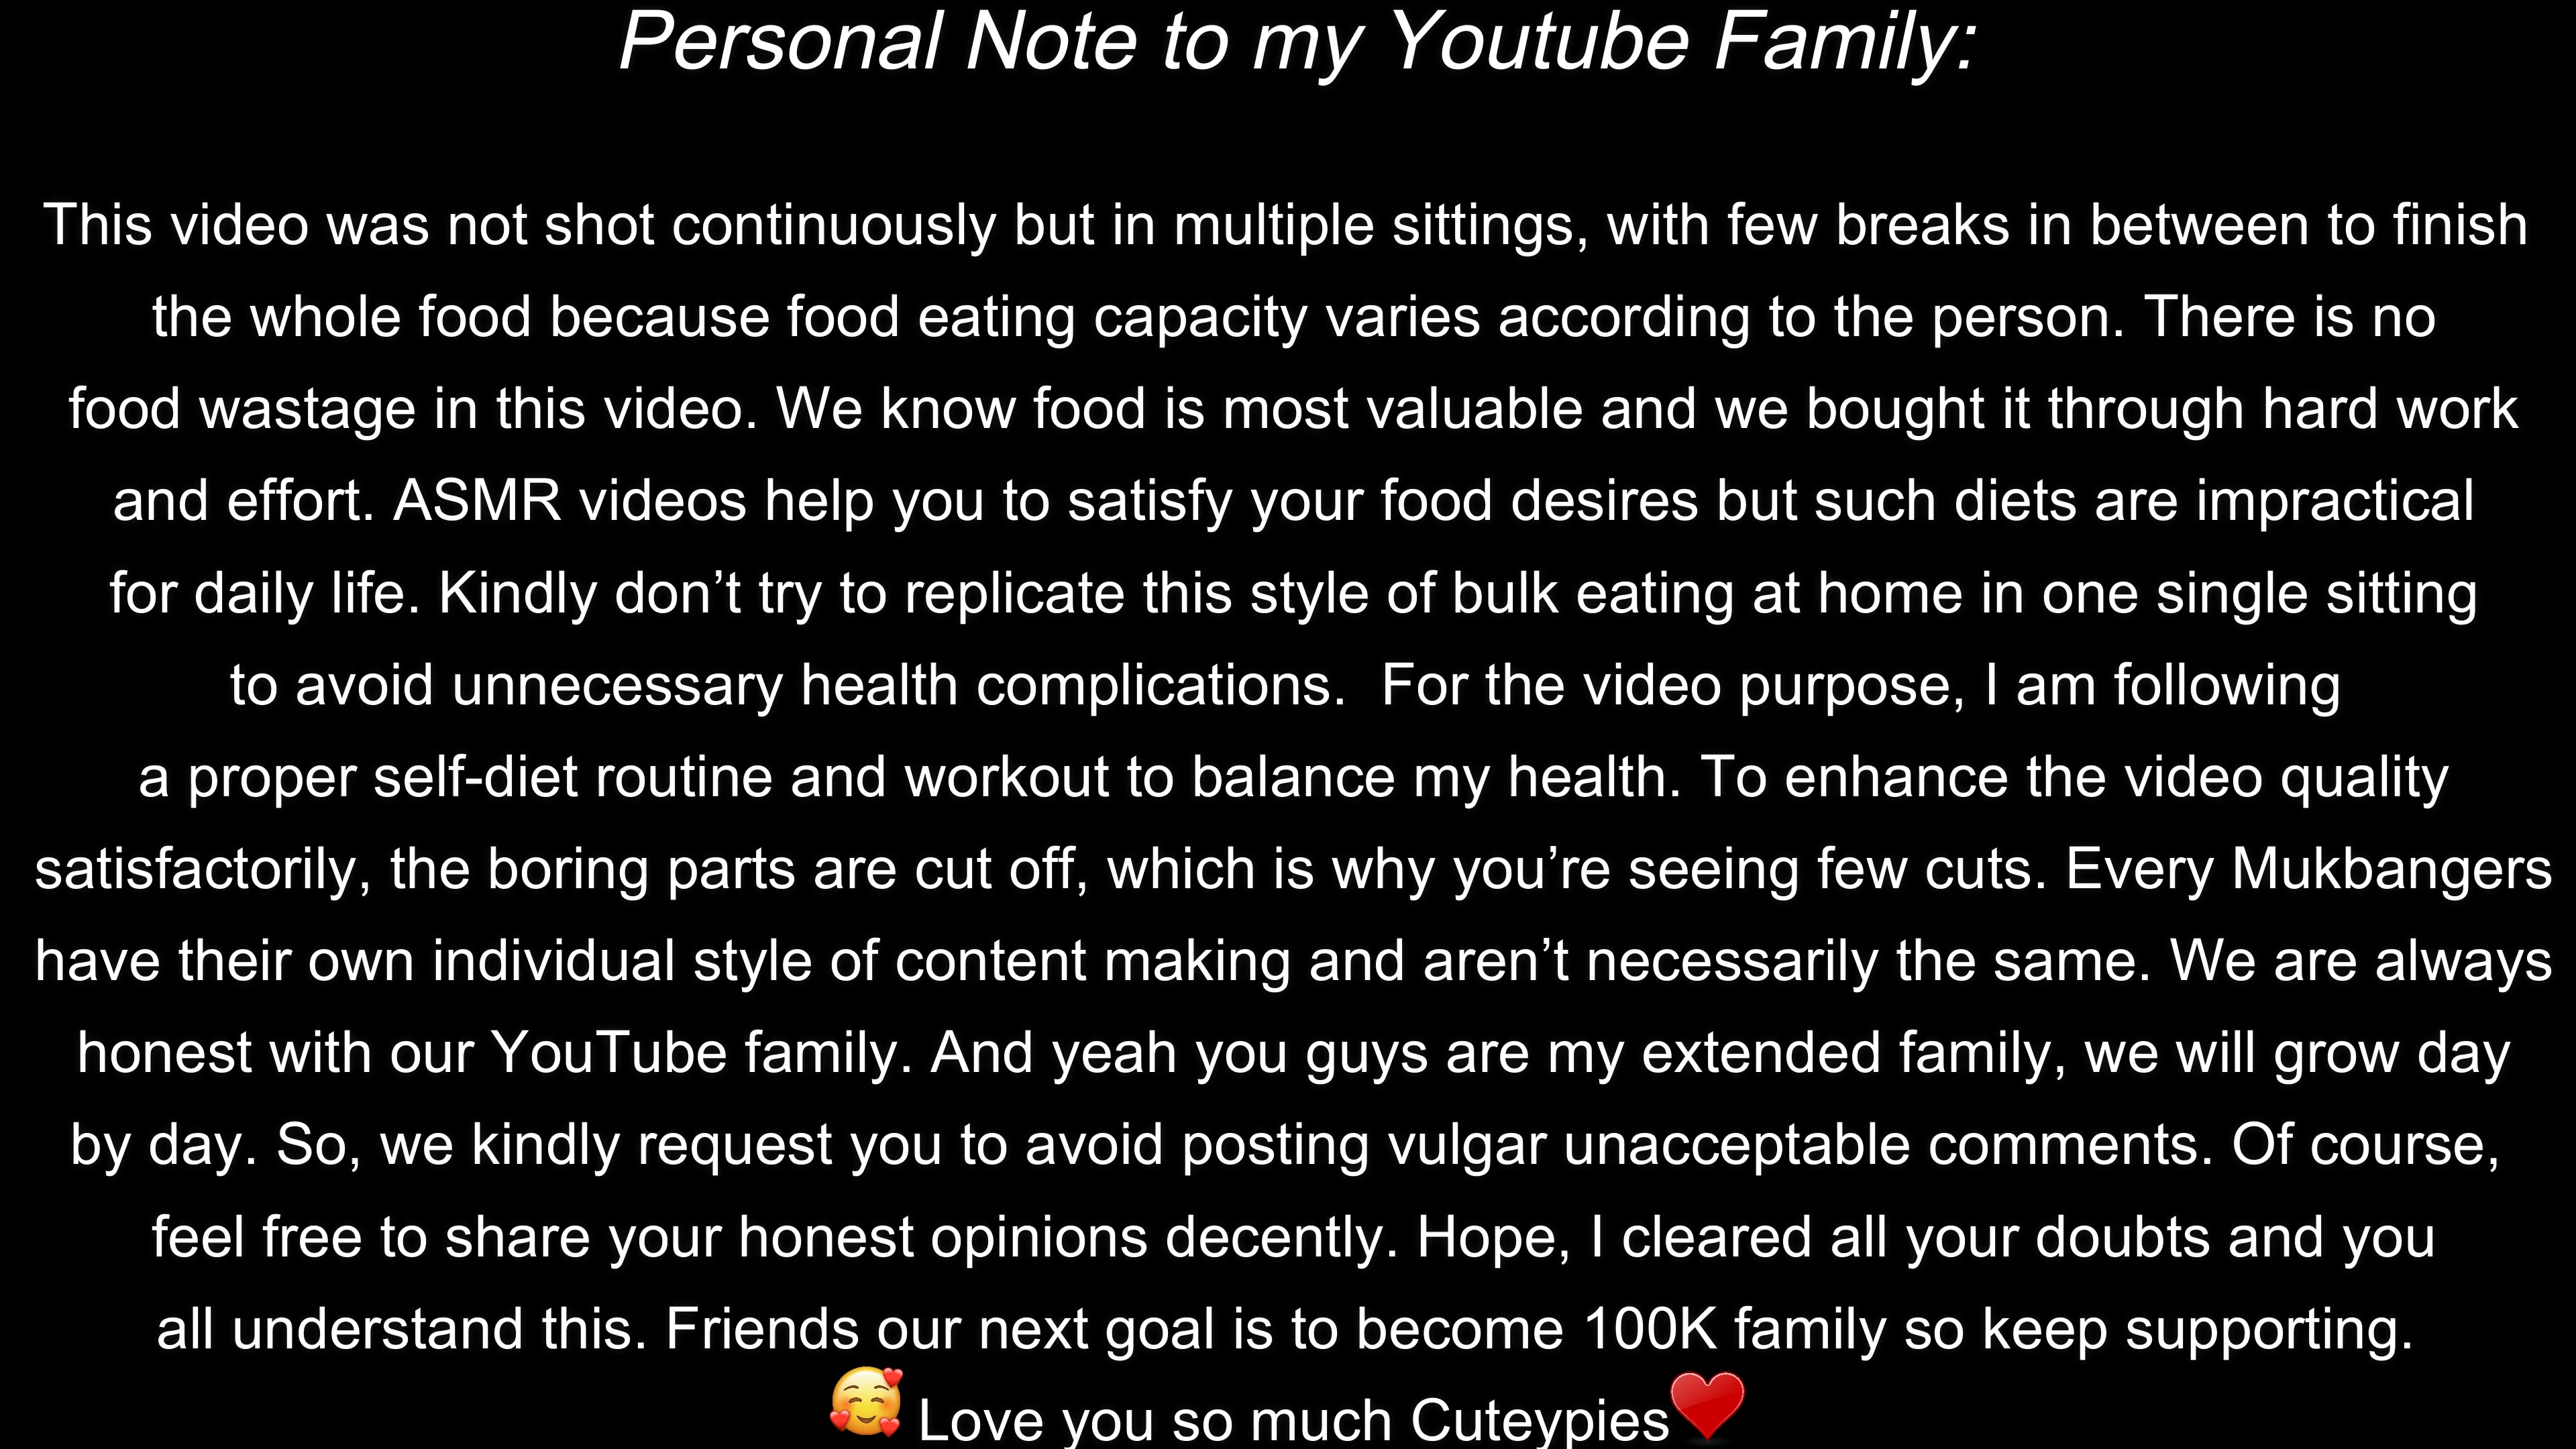 Personal Note to my Youtube Family:
This video was not shot continuously but in multiple sittings, with few breaks in between to finish
the whole food because food eating capacity varies according to the person. There is no
food wastage in this video. We know food is most valuable and we bought it through hard work
and effort. ASMR videos help you to satisfy your food desires but such diets are impractical
for daily life. Kindly don’t try to replicate this style of bulk eating at home in one single sitting
to avoid unnecessary health complications.  For the video purpose, I am following
a proper self-diet routine and workout to balance my health. To enhance the video quality
satisfactorily, the boring parts are cut off, which is why you’re seeing few cuts. Every Mukbangers
have their own individual style of content making and aren’t necessarily the same. We are always
honest with our YouTube family. And yeah you guys are my extended family, we will grow day
by day. So, we kindly request you to avoid posting vulgar unacceptable comments. Of course,
feel free to share your honest opinions decently. Hope, I cleared all your doubts and you
all understand this. Friends our next goal is to become 100K family so keep supporting.
🥰 Love you so much Cuteypies❤️